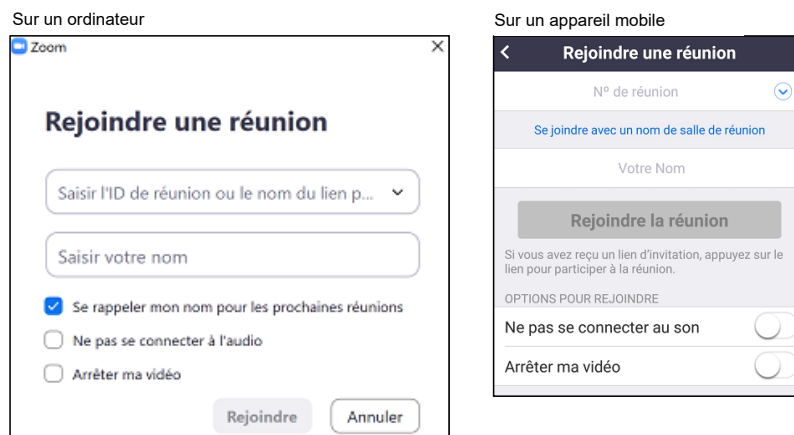 Sur un ordinateur
Zoom
Rejoindre une réunion
Saisir l'ID de réunion ou le nom du lien p...
Saisir votre nom
Se rappeler mon nom pour les prochaines réunions
Ne pas se connecter à l'audio
Arrêter ma vidéo
Rejoindre Annuler
Sur un appareil mobile
Rejoindre une réunion
Nº de réunion
Se joindre avec un nom de salle de réunion
Votre Nom
Rejoindre la réunion
Si vous avez reçu un lien d'invitation, appuyez sur le
lien pour participer à la réunion.
OPTIONS POUR REJOINDRE
Ne pas se connecter au son
Arrêter ma vidéo